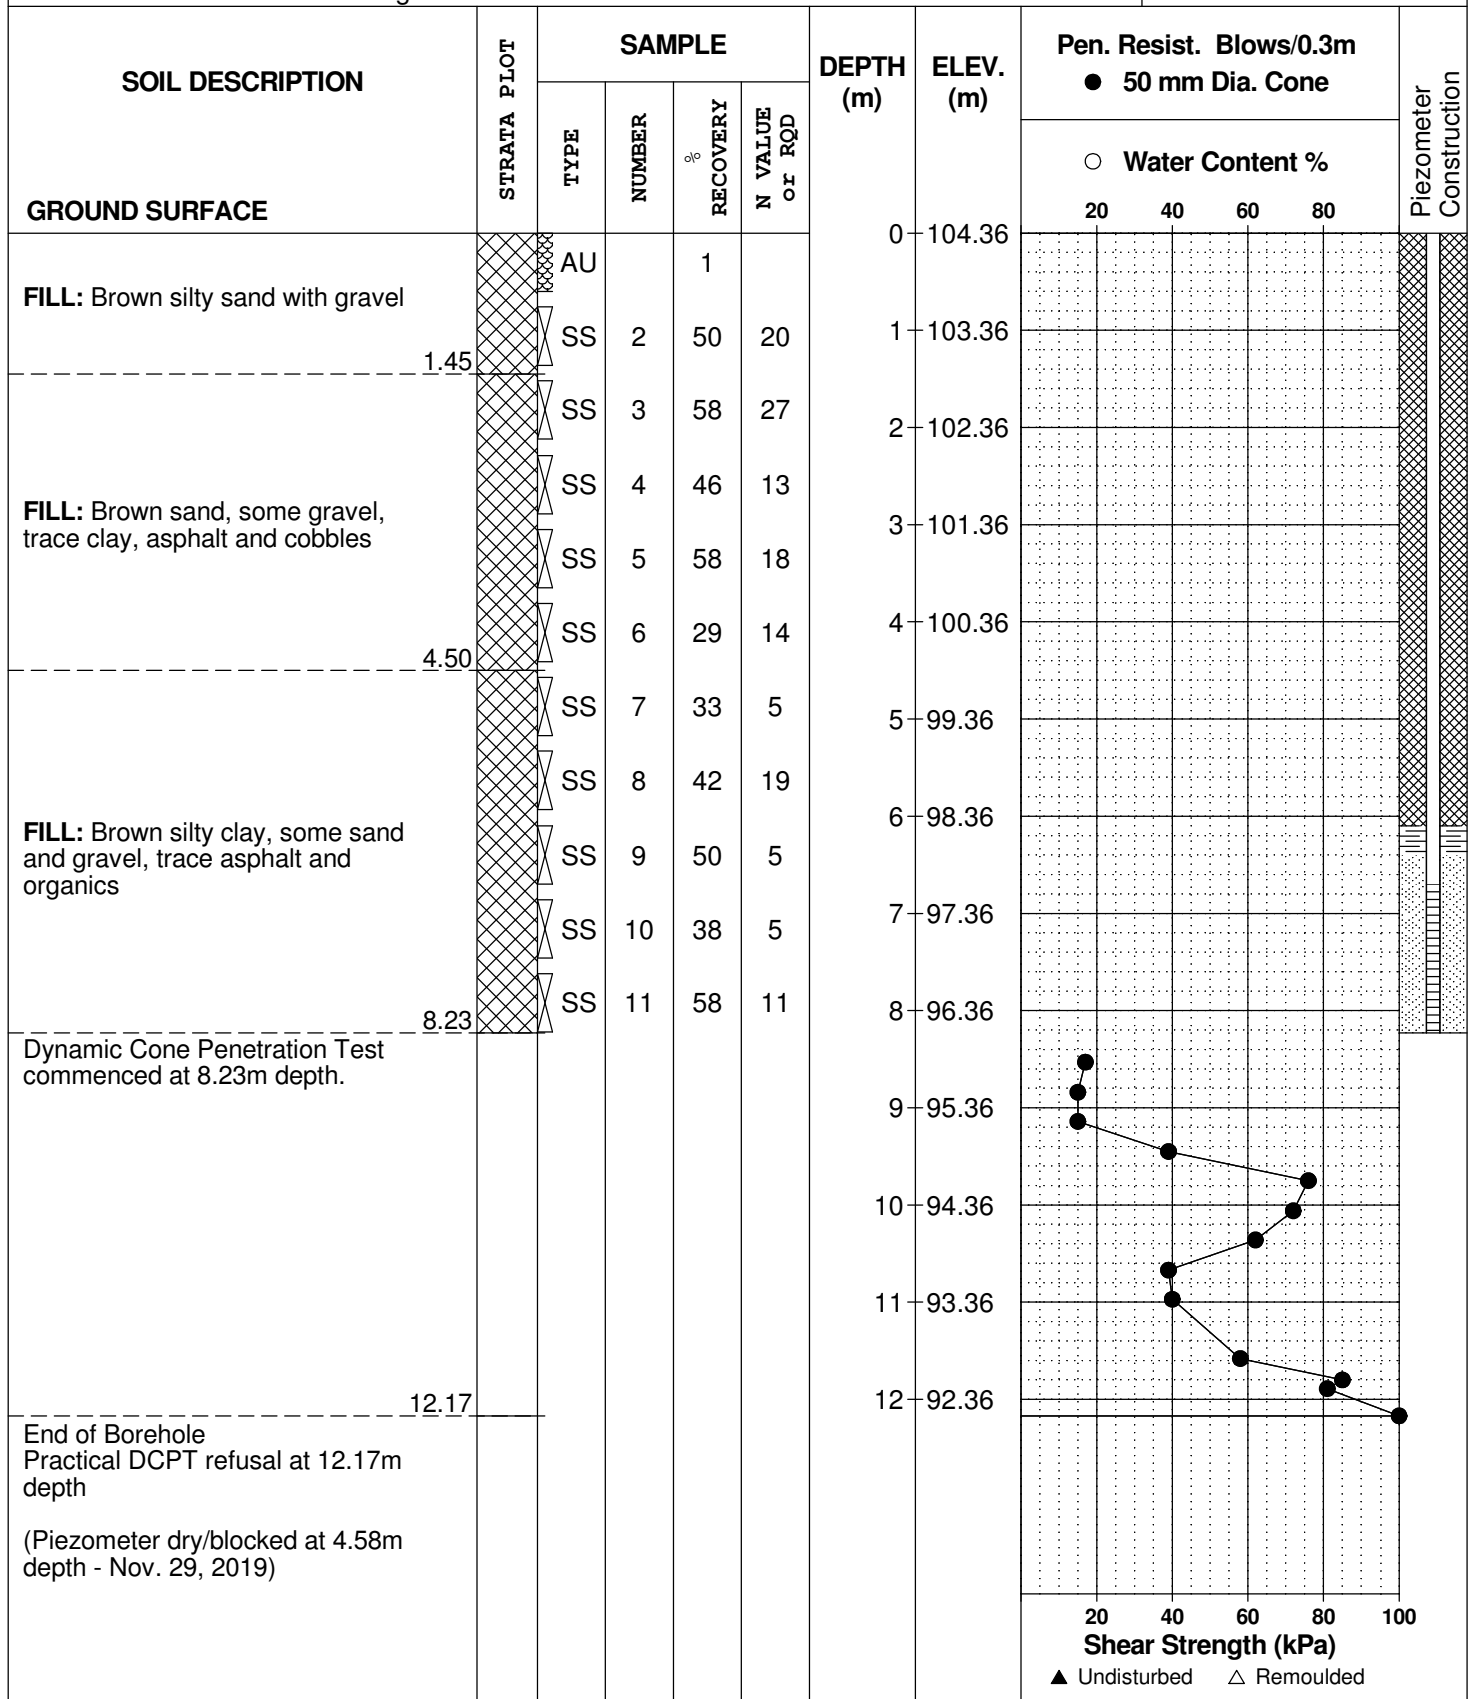 SOIL DESCRIPTION
GROUND SURFACE
STRATA PLOT
SAMPLE
TYPE
NUMBER
% RECOVERY
N VALUE or RQD
DEPTH (m)
ELEV. (m)
Pen. Resist. Blows/0.3m
● 50 mm Dia. Cone
○ Water Content %
20 40 60 80
Piezometer Construction
0 104.36
AU 1
FILL: Brown silty sand with gravel
SS 2 50 20
1 103.36
1.45
SS 3 58 27
2 102.36
SS 4 46 13
FILL: Brown sand, some gravel,
trace clay, asphalt and cobbles
3 101.36
SS 5 58 18
4 100.36
SS 6 29 14
4.50
SS 7 33 5
5 99.36
SS 8 42 19
6 98.36
FILL: Brown silty clay, some sand
and gravel, trace asphalt and
organics
SS 9 50 5
7 97.36
SS 10 38 5
SS 11 58 11
8 96.36
8.23
Dynamic Cone Penetration Test
commenced at 8.23m depth.
9 95.36
10 94.36
11 93.36
12 92.36
12.17
End of Borehole
Practical DCPT refusal at 12.17m
depth
(Piezometer dry/blocked at 4.58m
depth - Nov. 29, 2019)
20 40 60 80 100
Shear Strength (kPa)
▲ Undisturbed △ Remoulded